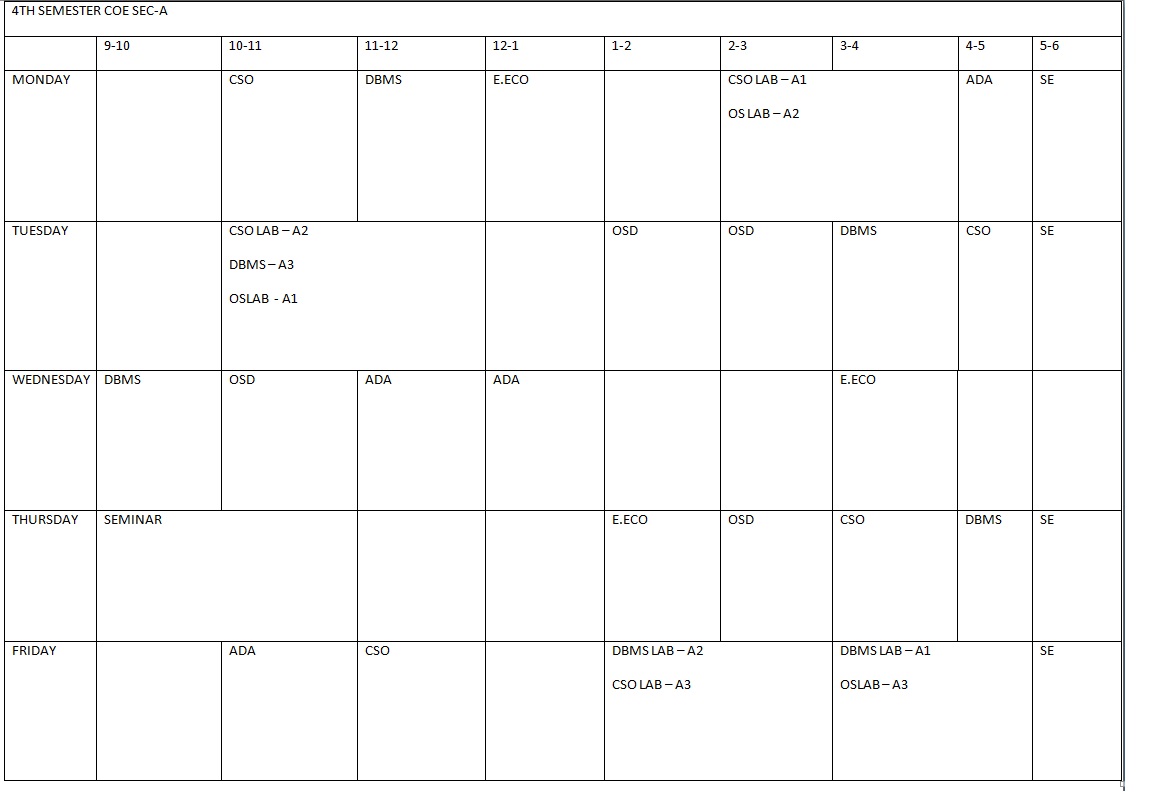 4TH SEMESTER COE SEC-A
9-10 10-11 11-12 12-1 1-2 2-3 3-4 4-5 5-6
MONDAY CSO DBMS E.ECO CSO LAB – A1 ADA SE
OS LAB – A2
TUESDAY CSO LAB – A2 OSD OSD DBMS CSO SE
DBMS – A3
OSLAB - A1
WEDNESDAY DBMS OSD ADA ADA E.ECO
THURSDAY SEMINAR E.ECO OSD CSO DBMS SE
FRIDAY ADA CSO DBMS LAB – A2 DBMS LAB – A1 SE
CSO LAB – A3 OSLAB – A3